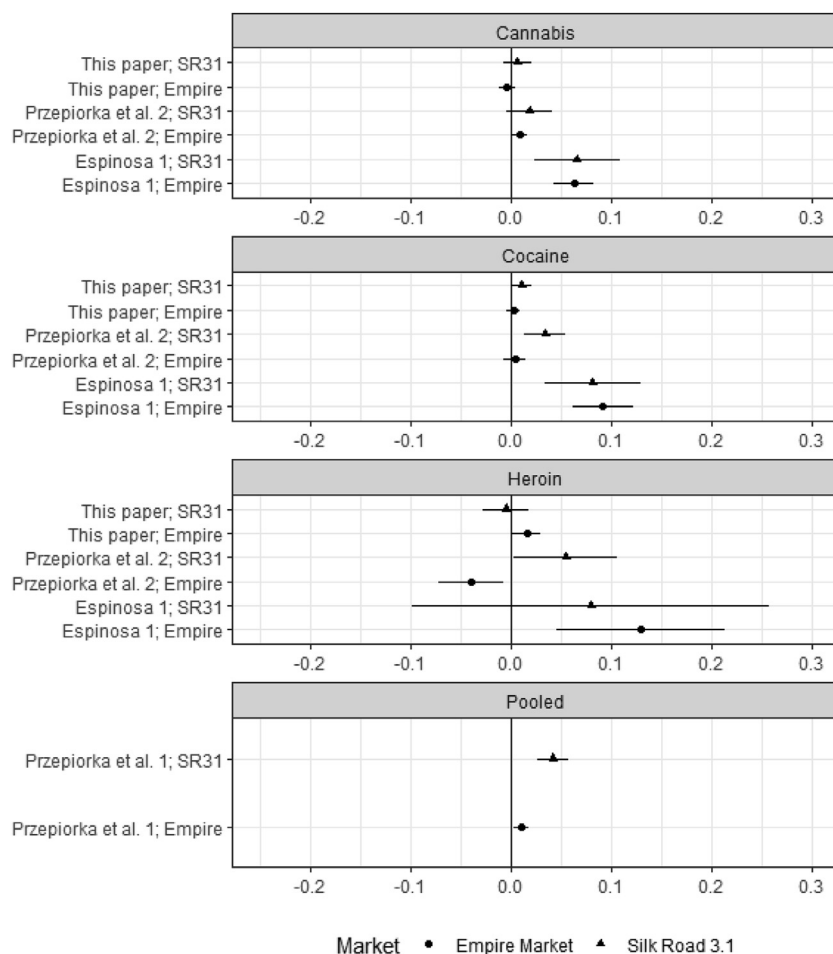 Cannabis
This paper; SR31
This paper; Empire
Przepiorka et al. 2; SR31
Przepiorka et al. 2; Empire
Espinosa 1; SR31
Espinosa 1; Empire
-0.2 -0.1 0.0 0.1 0.2 0.3
Cocaine
This paper; SR31
This paper; Empire
Przepiorka et al. 2; SR31
Przepiorka et al. 2; Empire
Espinosa 1; SR31
Espinosa 1; Empire
-0.2 -0.1 0.0 0.1 0.2 0.3
Heroin
This paper; SR31
This paper; Empire
Przepiorka et al. 2; SR31
Przepiorka et al. 2; Empire
Espinosa 1; SR31
Espinosa 1; Empire
-0.2 -0.1 0.0 0.1 0.2 0.3
Pooled
Przepiorka et al. 1; SR31
Przepiorka et al. 1; Empire
-0.2 -0.1 0.0 0.1 0.2 0.3
Market Empire Market Silk Road 3.1